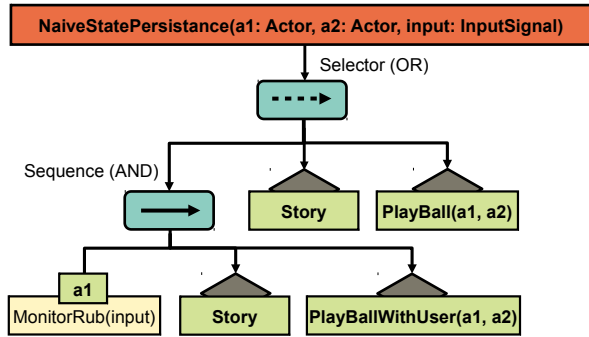 NaiveStatePersistance(a1: Actor, a2: Actor, input: InputSignal)
Selector (OR)
Sequence (AND)
Story
PlayBall(a1, a2)
a1
MonitorRub(input)
Story
PlayBallWithUser(a1, a2)